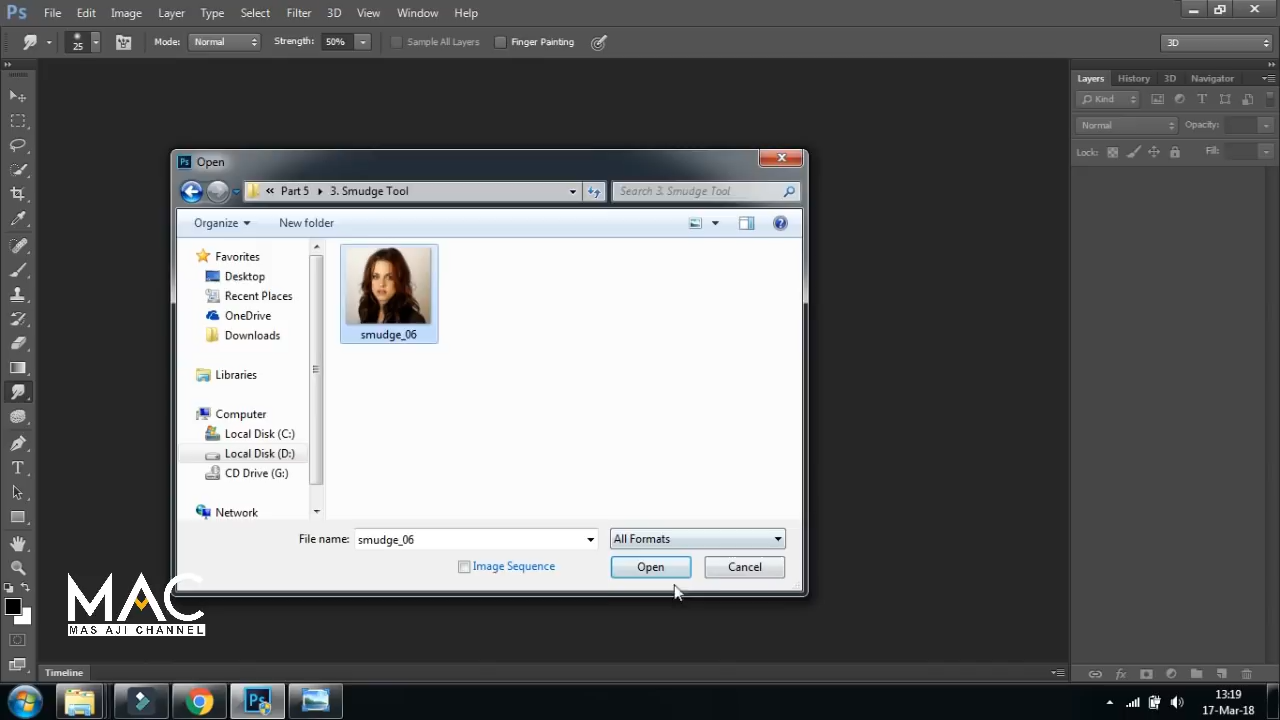 Ps File Edit Image Layer Type Select Filter 3D View Window Help
25 Mode: Normal Strength: 50% Sample All Layers Finger Painting 3D
Layers History 3D Navigator
Kind
Normal Opacity:
Lock: Fill:
Ps Open
Part 5 3. Smudge Tool Search 3. Smudge Tool
Organize New folder
Favorites
Desktop
Recent Places
OneDrive
Downloads
Libraries
Computer
Local Disk (C:)
Local Disk (D:)
CD Drive (G:)
Network
smudge_06
File name: smudge_06 All Formats
Image Sequence Open Cancel
MAC
MAS AJI CHANNEL
Timeline
fx
Ps
13:19
17-Mar-18